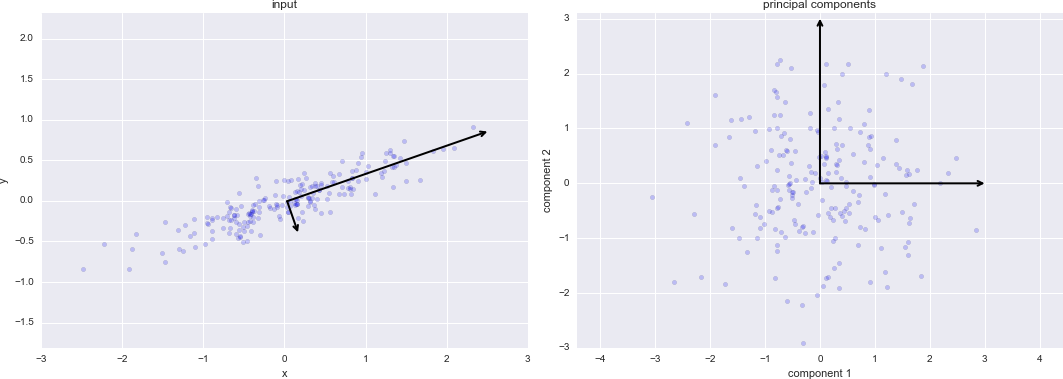 input
2.0
1.5
1.0
0.5
0.0
−0.5
−1.0
−1.5
y
−3 −2 −1 0 1 2 3
x
principal components
3
2
1
0
−1
−2
−3
component 2
−4 −3 −2 −1 0 1 2 3 4
component 1